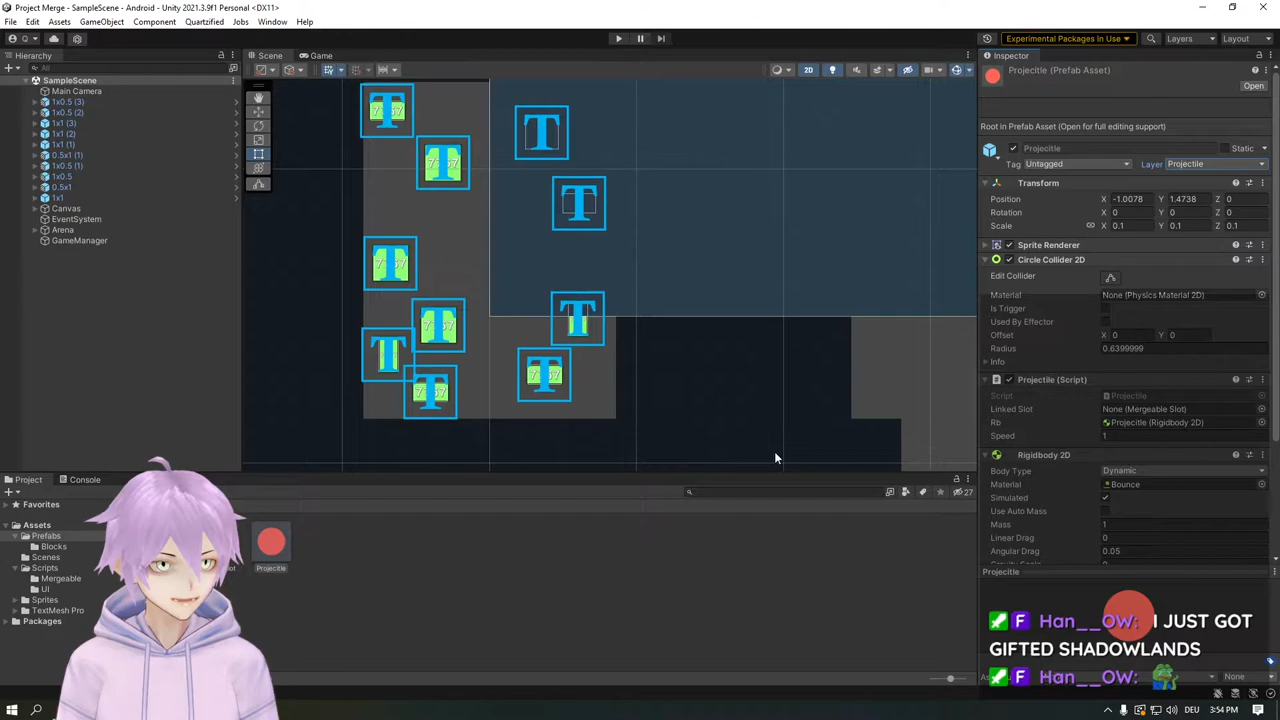 Project Merge - SampleScene - Android - Unity 2021.3.9f1 Personal <DX11>
File Edit Assets GameObject Component Quartzified Jobs Window Help
Q
Experimental Packages In Use
Layers
Layout
Hierarchy
All
SampleScene
Main Camera
1x0.5 (3)
1x0.5 (2)
1x1 (3)
1x1 (2)
1x1 (1)
0.5x1 (1)
1x0.5 (1)
1x0.5
0.5x1
1x1
Canvas
EventSystem
Arena
GameManager
Scene
Game
2D
T
T
T
T
T
T
T
T
T
T
Inspector
Projecitle (Prefab Asset)
Open
Root in Prefab Asset (Open for full editing support)
Projecitle
Static
Tag Untagged
Layer Projectile
Transform
Position X -1.0078 Y 1.4738 Z 0
Rotation X 0 Y 0 Z 0
Scale X 0.1 Y 0.1 Z 0.1
Sprite Renderer
Circle Collider 2D
Edit Collider
Material None (Physics Material 2D)
Is Trigger
Used By Effector
Offset X 0 Y 0
Radius 0.6399999
Info
Projectile (Script)
Script Projectile
Linked Slot None (Mergeable Slot)
Rb Projecitle (Rigidbody 2D)
Speed 1
Rigidbody 2D
Body Type Dynamic
Material Bounce
Simulated
Use Auto Mass
Mass 1
Linear Drag 0
Angular Drag 0.05
Projecitle
Project
Console
27
Favorites
Assets
Prefabs
Blocks
Scenes
Scripts
Mergeable
UI
Sprites
TextMesh Pro
Packages
Projecitle
F Han__OW: I JUST GOT
GIFTED SHADOWLANDS
F Han__OW:
None
DEU 3:54 PM